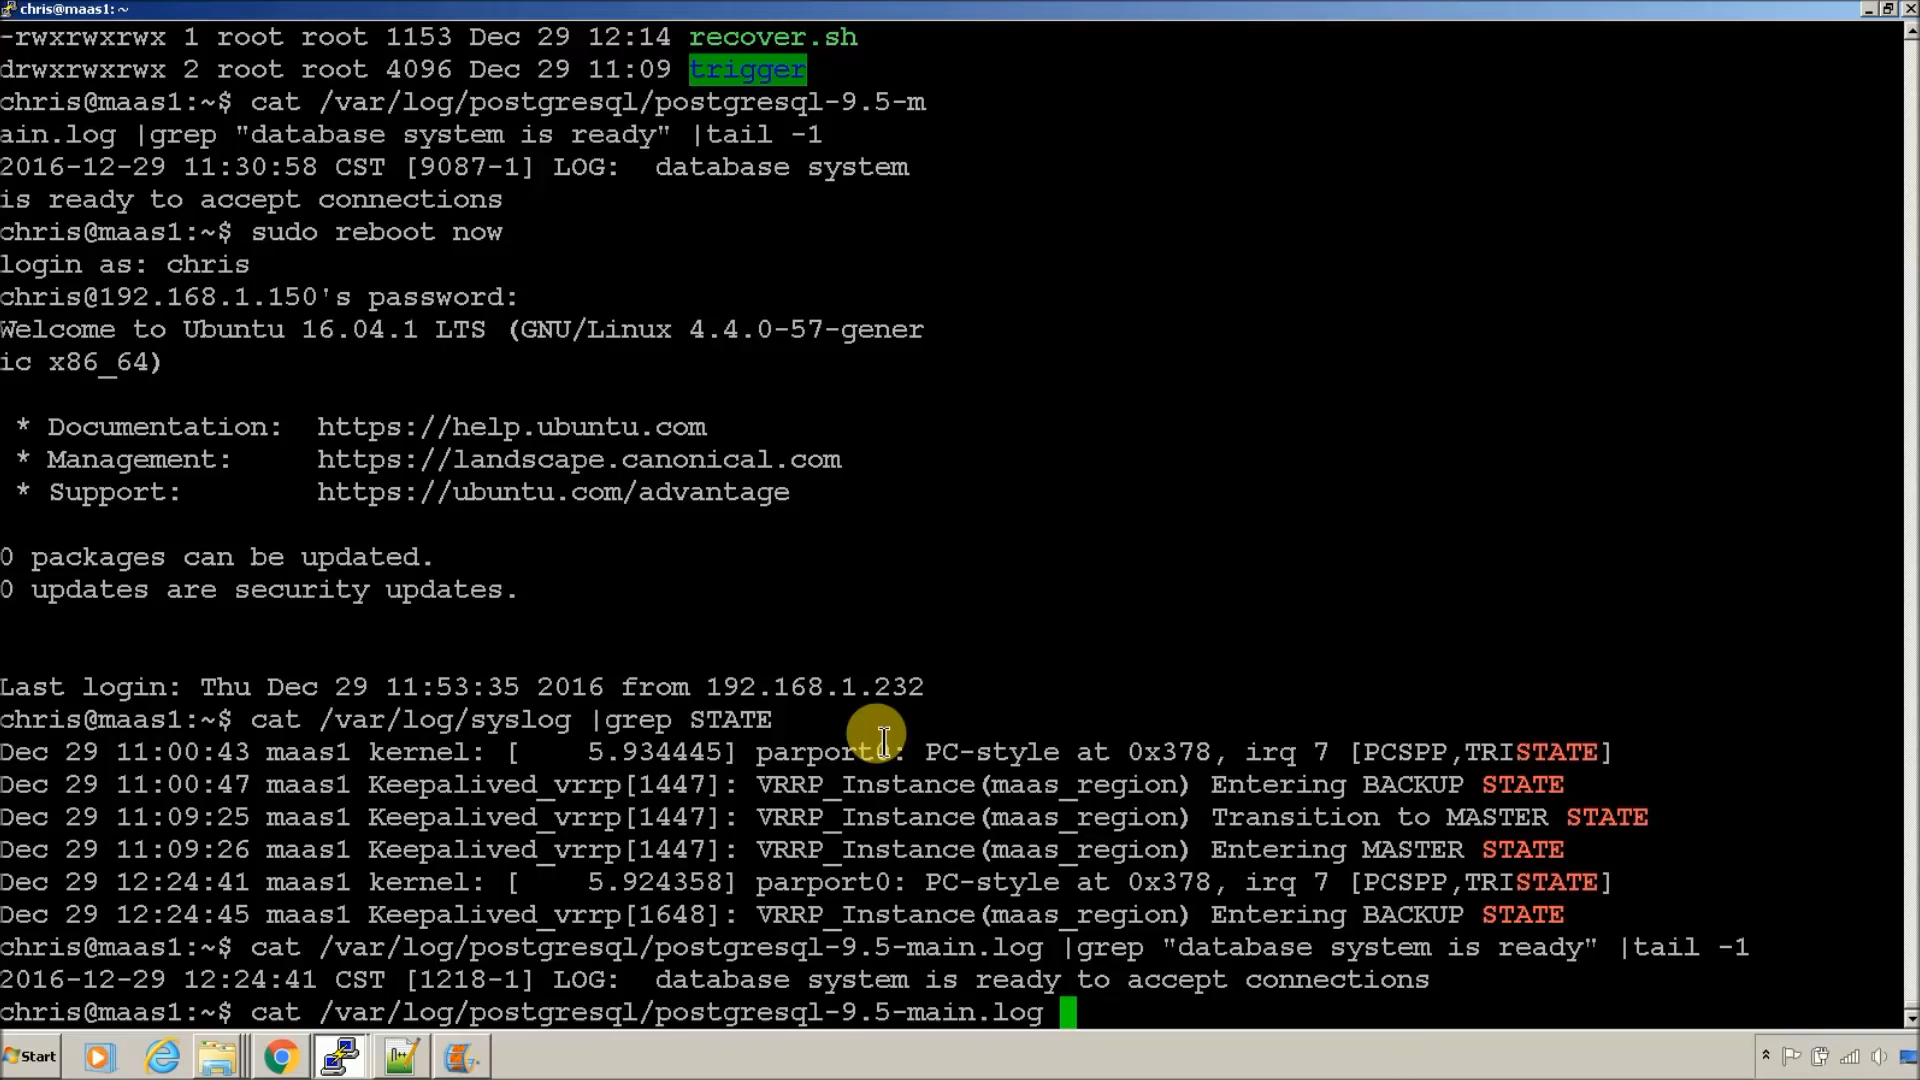 chris@maas1: ~
-rwxrwxrwx 1 root root 1153 Dec 29 12:14 recover.sh
drwxrwxrwx 2 root root 4096 Dec 29 11:09 trigger
chris@maas1:~$ cat /var/log/postgresql/postgresql-9.5-m
ain.log |grep "database system is ready" |tail -1
2016-12-29 11:30:58 CST [9087-1] LOG:  database system
is ready to accept connections
chris@maas1:~$ sudo reboot now
login as: chris
chris@192.168.1.150's password:
Welcome to Ubuntu 16.04.1 LTS (GNU/Linux 4.4.0-57-gener
ic x86_64)
* Documentation:  https://help.ubuntu.com
* Management:     https://landscape.canonical.com
* Support:        https://ubuntu.com/advantage
0 packages can be updated.
0 updates are security updates.
Last login: Thu Dec 29 11:53:35 2016 from 192.168.1.232
chris@maas1:~$ cat /var/log/syslog |grep STATE
Dec 29 11:00:43 maas1 kernel: [    5.934445] parport0: PC-style at 0x378, irq 7 [PCSPP,TRISTATE]
Dec 29 11:00:47 maas1 Keepalived_vrrp[1447]: VRRP_Instance(maas_region) Entering BACKUP STATE
Dec 29 11:09:25 maas1 Keepalived_vrrp[1447]: VRRP_Instance(maas_region) Transition to MASTER STATE
Dec 29 11:09:26 maas1 Keepalived_vrrp[1447]: VRRP_Instance(maas_region) Entering MASTER STATE
Dec 29 12:24:41 maas1 kernel: [    5.924358] parport0: PC-style at 0x378, irq 7 [PCSPP,TRISTATE]
Dec 29 12:24:45 maas1 Keepalived_vrrp[1648]: VRRP_Instance(maas_region) Entering BACKUP STATE
chris@maas1:~$ cat /var/log/postgresql/postgresql-9.5-main.log |grep "database system is ready" |tail -1
2016-12-29 12:24:41 CST [1218-1] LOG:  database system is ready to accept connections
chris@maas1:~$ cat /var/log/postgresql/postgresql-9.5-main.log
Start